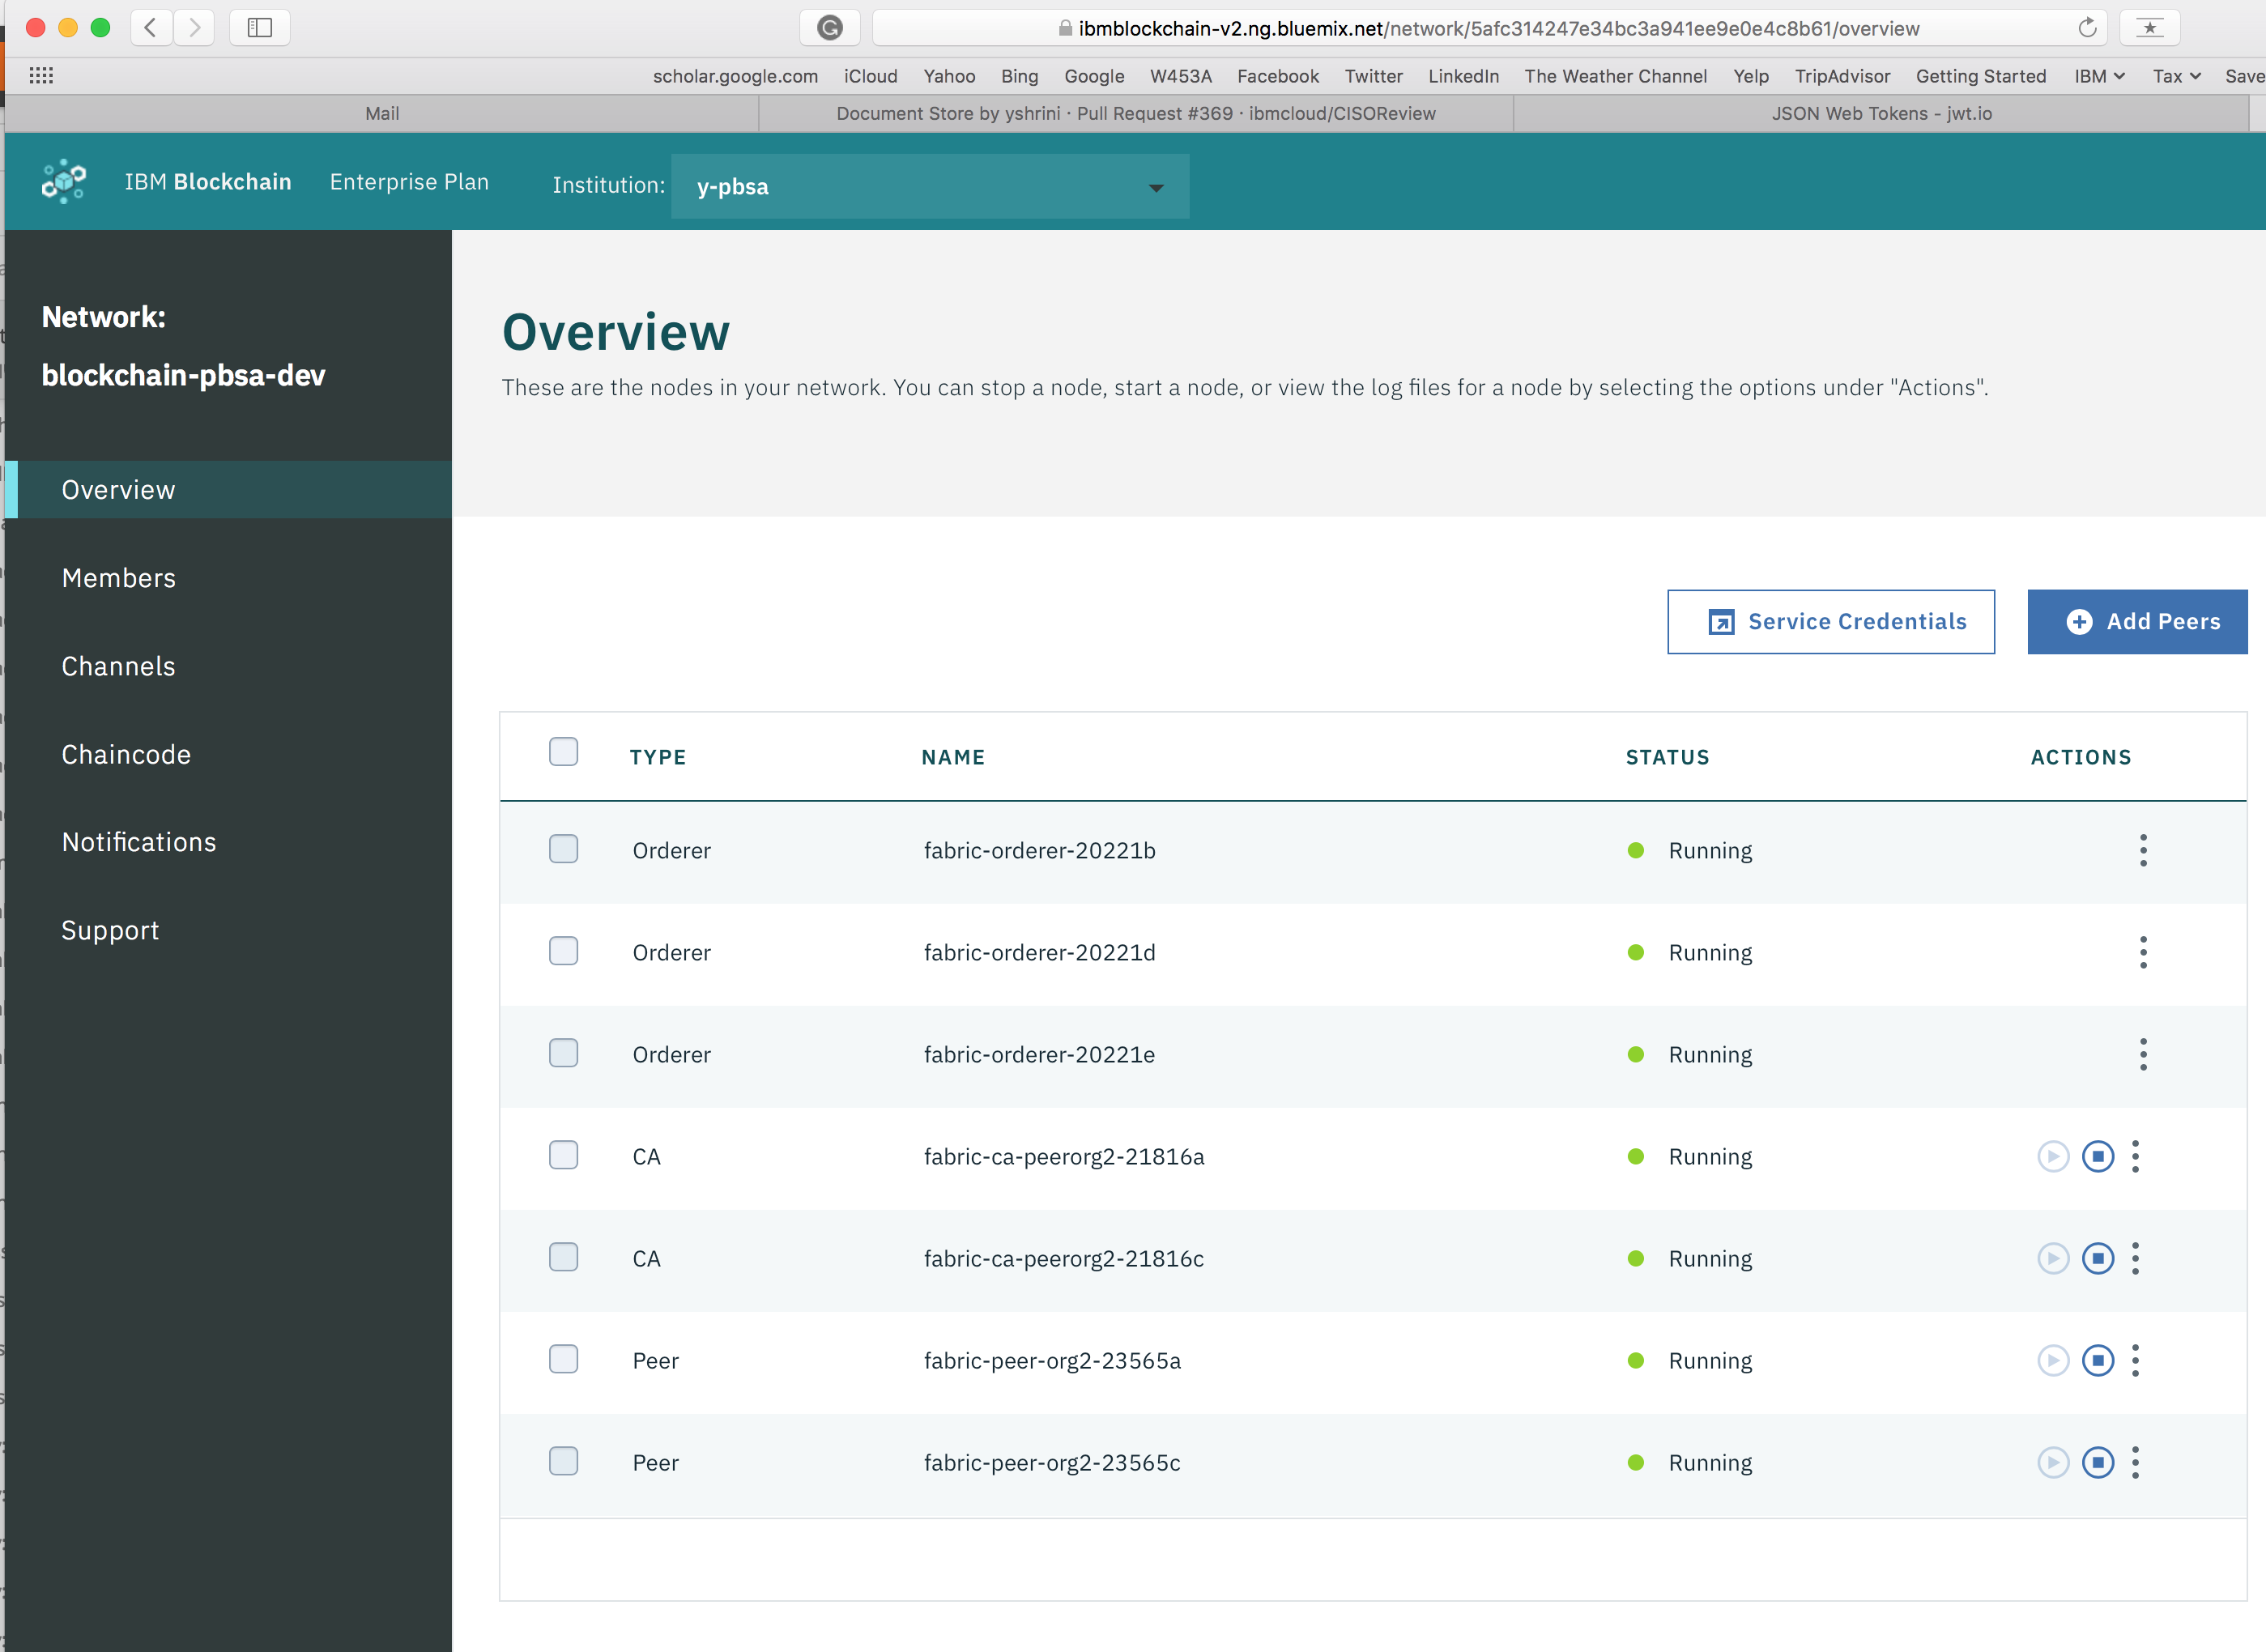 ibmblockchain-v2.ng.bluemix.net/network/5afc314247e34bc3a941ee9e0e4c8b61/overview
scholar.google.com iCloud Yahoo Bing Google W453A Facebook Twitter LinkedIn The Weather Channel Yelp TripAdvisor Getting Started IBM Tax Save
Mail Document Store by yshrini · Pull Request #369 · ibmcloud/CISOReview JSON Web Tokens - jwt.io
IBM Blockchain Enterprise Plan Institution: y-pbsa
Network:
blockchain-pbsa-dev
Overview
Members
Channels
Chaincode
Notifications
Support
Overview
These are the nodes in your network. You can stop a node, start a node, or view the log files for a node by selecting the options under "Actions".
Service Credentials Add Peers
TYPE NAME STATUS ACTIONS
Orderer fabric-orderer-20221b Running
Orderer fabric-orderer-20221d Running
Orderer fabric-orderer-20221e Running
CA fabric-ca-peerorg2-21816a Running
CA fabric-ca-peerorg2-21816c Running
Peer fabric-peer-org2-23565a Running
Peer fabric-peer-org2-23565c Running